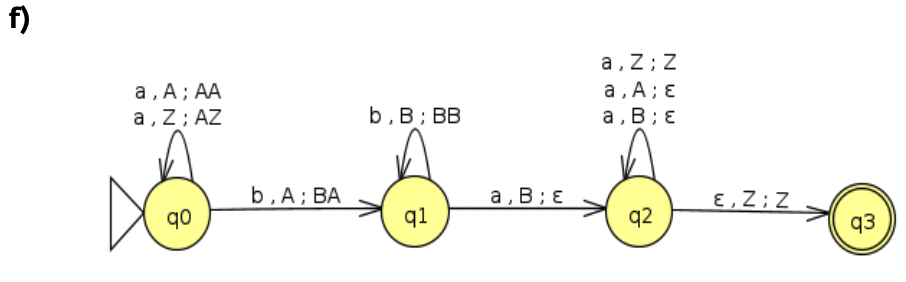 f)
a , A ; AA
a , Z ; AZ
b , B ; BB
a , Z ; Z
a , A ; ε
a , B ; ε
b , A ; BA
a , B ; ε
ε , Z ; Z
q0
q1
q2
q3